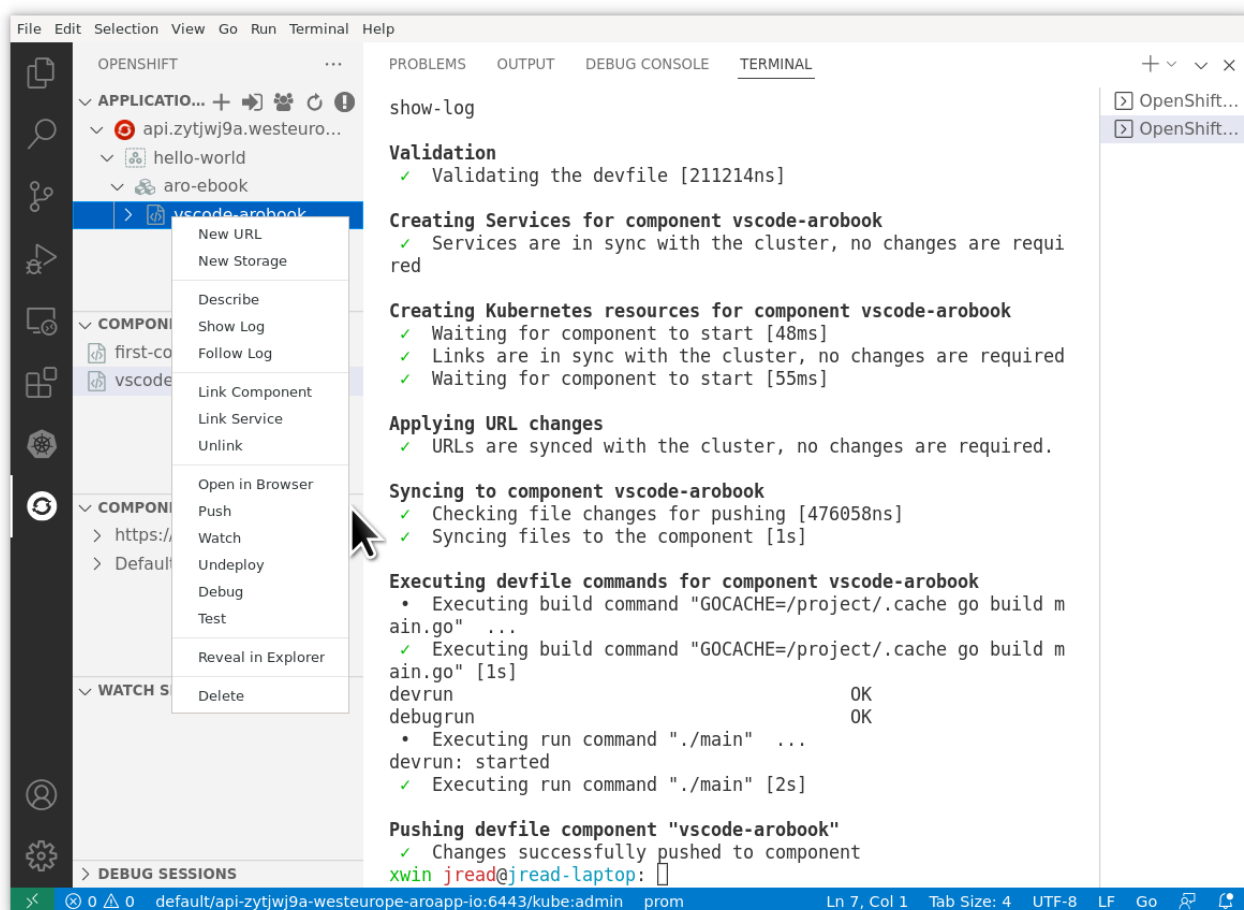 File Edit Selection View Go Run Terminal Help
OPENSHIFT
APPLICATIO...
api.zytjwj9a.westeuro...
hello-world
aro-ebook
vscode-arobook
New URL
New Storage
Describe
Show Log
Follow Log
Link Component
Link Service
Unlink
Open in Browser
Push
Watch
Undeploy
Debug
Test
Reveal in Explorer
Delete
COMPON
first-co
vscode
COMPON
https:/
Default
WATCH S
DEBUG SESSIONS
PROBLEMS OUTPUT DEBUG CONSOLE TERMINAL
show-log
Validation
✓ Validating the devfile [211214ns]
Creating Services for component vscode-arobook
✓ Services are in sync with the cluster, no changes are requi
red
Creating Kubernetes resources for component vscode-arobook
✓ Waiting for component to start [48ms]
✓ Links are in sync with the cluster, no changes are required
✓ Waiting for component to start [55ms]
Applying URL changes
✓ URLs are synced with the cluster, no changes are required.
Syncing to component vscode-arobook
✓ Checking file changes for pushing [476058ns]
✓ Syncing files to the component [1s]
Executing devfile commands for component vscode-arobook
• Executing build command "GOCACHE=/project/.cache go build m
ain.go" ...
✓ Executing build command "GOCACHE=/project/.cache go build m
ain.go" [1s]
devrun OK
debugrun OK
• Executing run command "./main" ...
devrun: started
✓ Executing run command "./main" [2s]
Pushing devfile component "vscode-arobook"
✓ Changes successfully pushed to component
xwin jread@jread-laptop:
OpenShift...
OpenShift...
0 0 default/api-zytjwj9a-westeurope-aroapp-io:6443/kube:admin prom Ln 7, Col 1 Tab Size: 4 UTF-8 LF Go